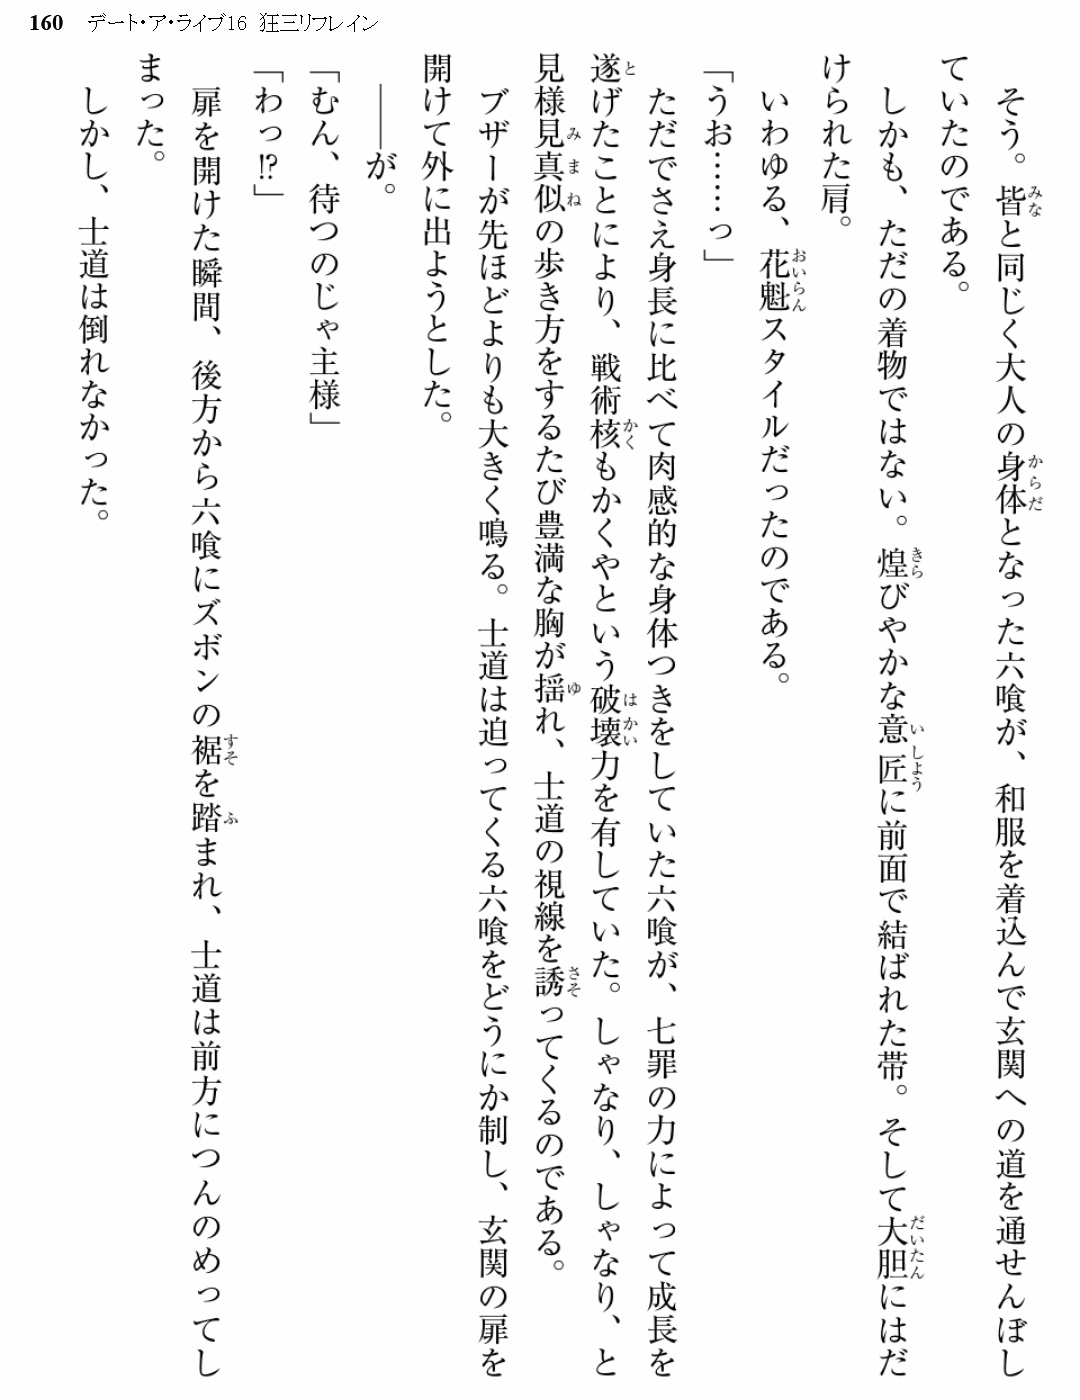 160 デート・ア・ライブ16 狂三リフレイン
そう。皆と同じく大人の身体となった六喰が、和服を着込んで玄関への道を通せんぼし
ていたのである。
しかも、ただの着物ではない。煌びやかな意匠に前面で結ばれた帯。そして大胆にはだ
けられた肩。
いわゆる、花魁スタイルだったのである。
「うお……っ」
ただでさえ身長に比べて肉感的な身体つきをしていた六喰が、七罪の力によって成長を
遂げたことにより、戦術核もかくやという破壊力を有していた。しゃなり、しゃなり、と
見様見真似の歩き方をするたび豊満な胸が揺れ、士道の視線を誘ってくるのである。
ブザーが先ほどよりも大きく鳴る。士道は迫ってくる六喰をどうにか制し、玄関の扉を
開けて外に出ようとした。
――が。
「むん、待つのじゃ主様」
「わっ!?」
扉を開けた瞬間、後方から六喰にズボンの裾を踏まれ、士道は前方につんのめってし
まった。
しかし、士道は倒れなかった。